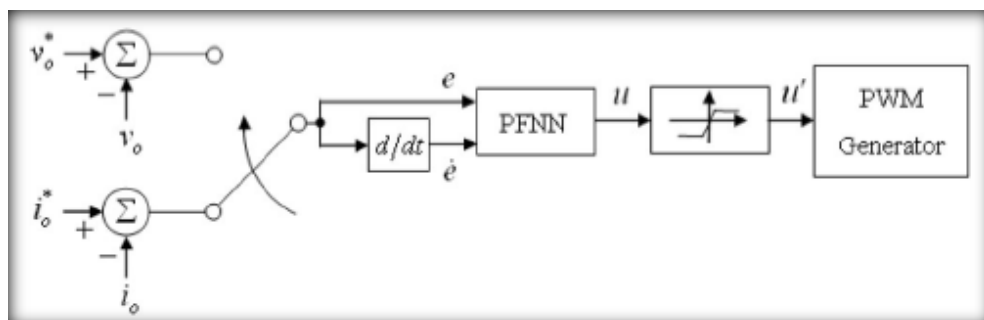 v*o
+
Σ
−
vo
i*o
+
Σ
−
io
e
d/dt
ė
PFNN
u
u′
PWM
Generator